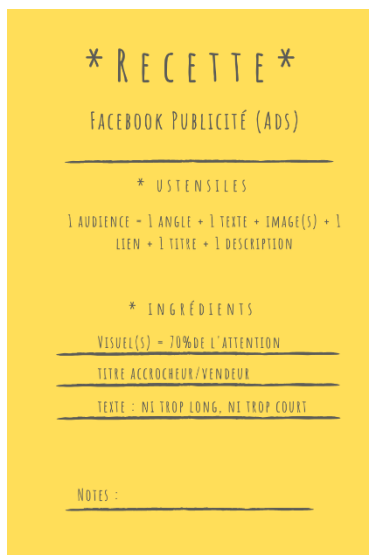 *RECETTE*
FACEBOOK PUBLICITÉ (ADS)
* USTENSILES
1 AUDIENCE = 1 ANGLE + 1 TEXTE + IMAGE(S) + 1
LIEN + 1 TITRE + 1 DESCRIPTION
* INGRÉDIENTS
VISUEL(S) = 70%DE L'ATTENTION
TITRE ACCROCHEUR/VENDEUR
TEXTE : NI TROP LONG, NI TROP COURT
NOTES :